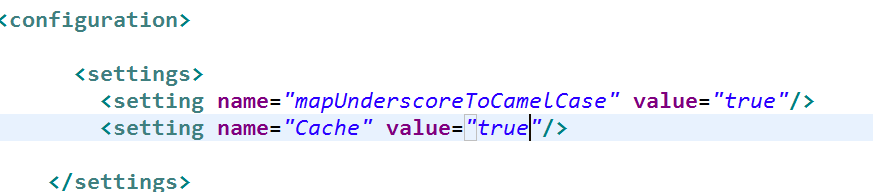 <configuration>
<settings>
<setting name="mapUnderscoreToCamelCase" value="true"/>
<setting name="Cache" value="true"/>
</settings>